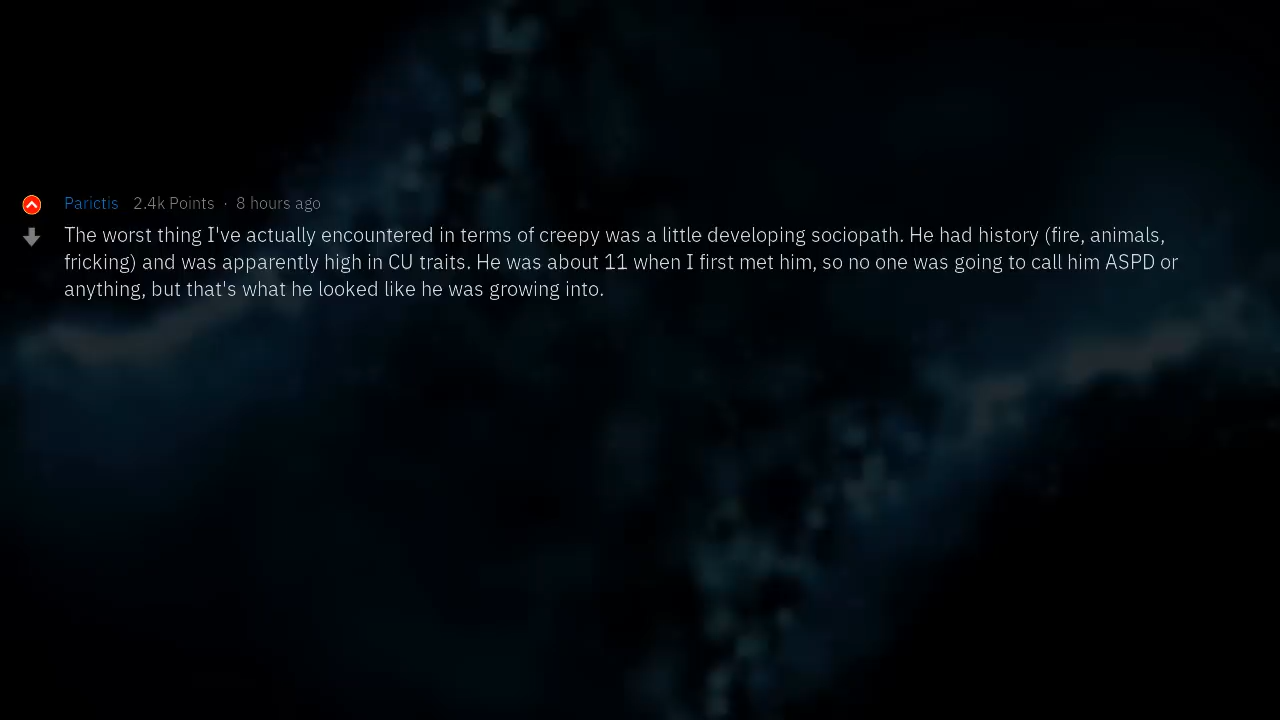 Parictis 2.4k Points · 8 hours ago
The worst thing I've actually encountered in terms of creepy was a little developing sociopath. He had history (fire, animals,
fricking) and was apparently high in CU traits. He was about 11 when I first met him, so no one was going to call him ASPD or
anything, but that's what he looked like he was growing into.